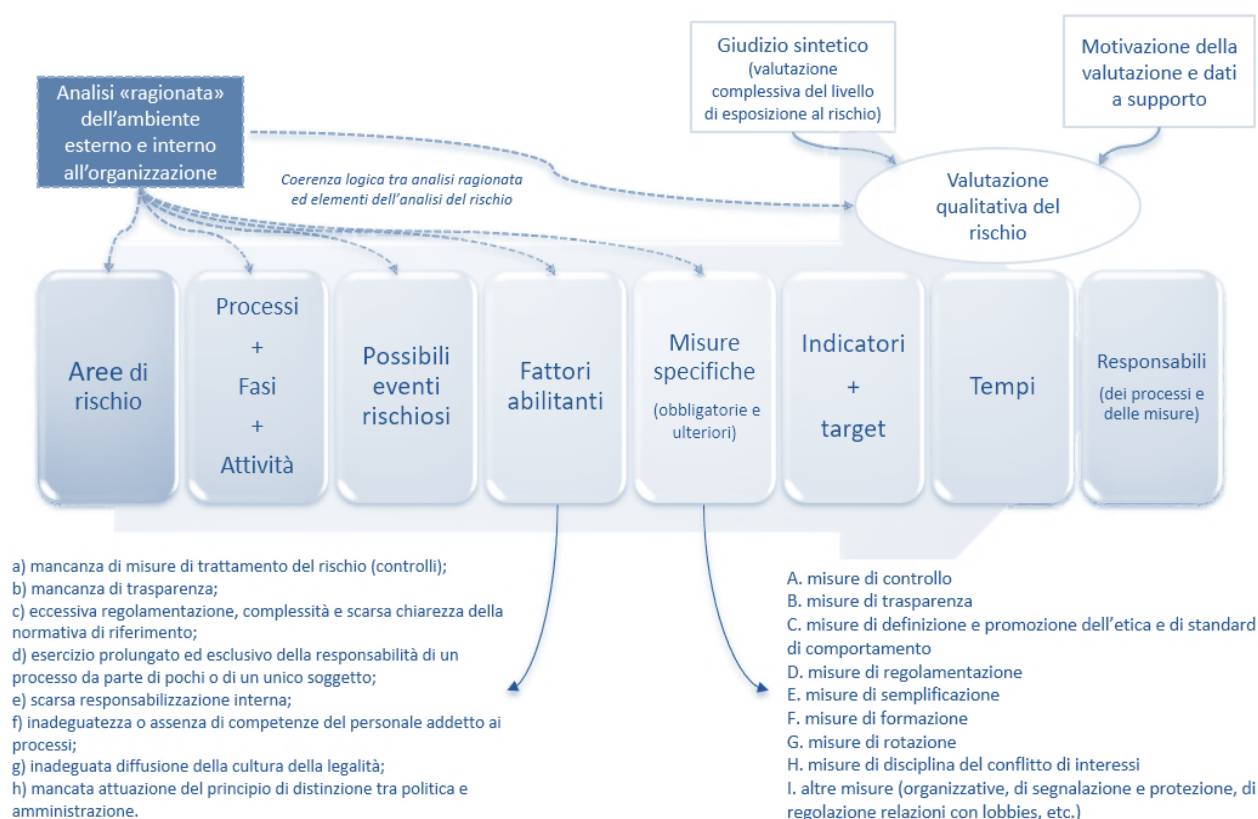 Giudizio sintetico
(valutazione
complessiva del livello
di esposizione al rischio)
Motivazione della
valutazione e dati
a supporto
Analisi «ragionata»
dell’ambiente
esterno e interno
all’organizzazione
Coerenza logica tra analisi ragionata
ed elementi dell’analisi del rischio
Valutazione
qualitativa del
rischio
Aree di
rischio
Processi
+
Fasi
+
Attività
Possibili
eventi
rischiosi
Fattori
abilitanti
Misure
specifiche
(obbligatorie e
ulteriori)
Indicatori
+
target
Tempi
Responsabili
(dei processi e
delle misure)
a) mancanza di misure di trattamento del rischio (controlli);
b) mancanza di trasparenza;
c) eccessiva regolamentazione, complessità e scarsa chiarezza della
normativa di riferimento;
d) esercizio prolungato ed esclusivo della responsabilità di un
processo da parte di pochi o di un unico soggetto;
e) scarsa responsabilizzazione interna;
f) inadeguatezza o assenza di competenze del personale addetto ai
processi;
g) inadeguata diffusione della cultura della legalità;
h) mancata attuazione del principio di distinzione tra politica e
amministrazione.
A. misure di controllo
B. misure di trasparenza
C. misure di definizione e promozione dell’etica e di standard
di comportamento
D. misure di regolamentazione
E. misure di semplificazione
F. misure di formazione
G. misure di rotazione
H. misure di disciplina del conflitto di interessi
I. altre misure (organizzative, di segnalazione e protezione, di
regolazione relazioni con lobbies, etc.)